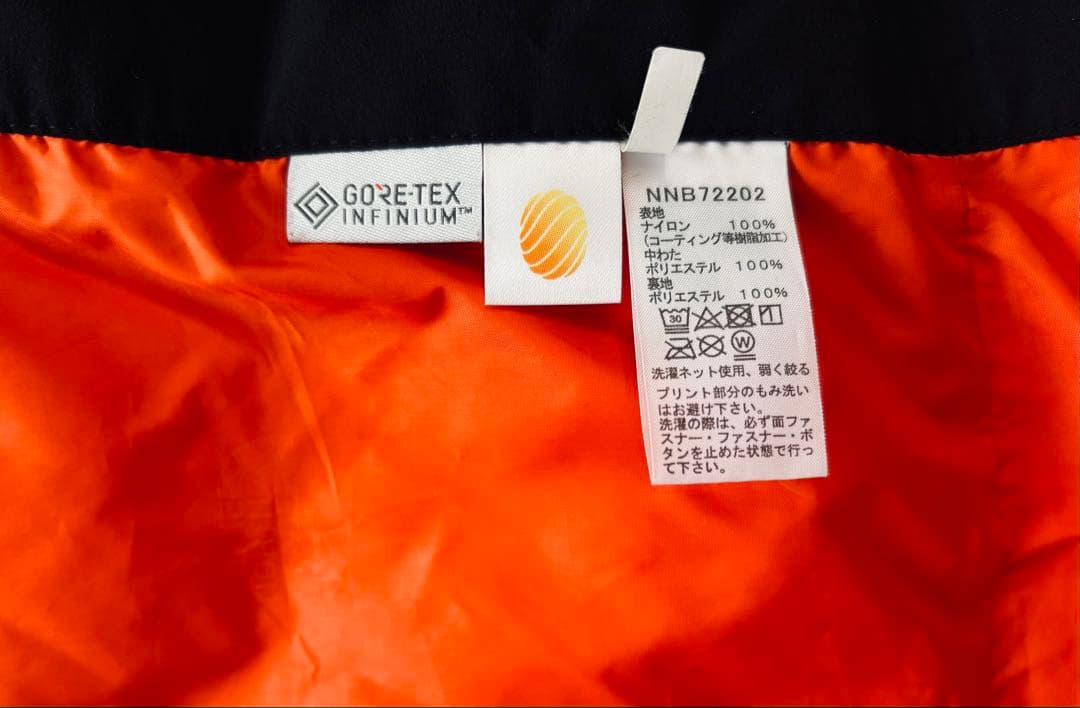 GORE-TEX
INFINIUM™
NNB72202
表地
ナイロン 100%
(コーティング等樹脂加工)
中わた
ポリエステル 100%
裏地
ポリエステル 100%
30
W
洗濯ネット使用、弱く絞る
プリント部分のもみ洗い
はお避け下さい。
洗濯の際は、必ず面ファ
スナー・ファスナー・ボ
タンを止めた状態で行っ
て下さい。